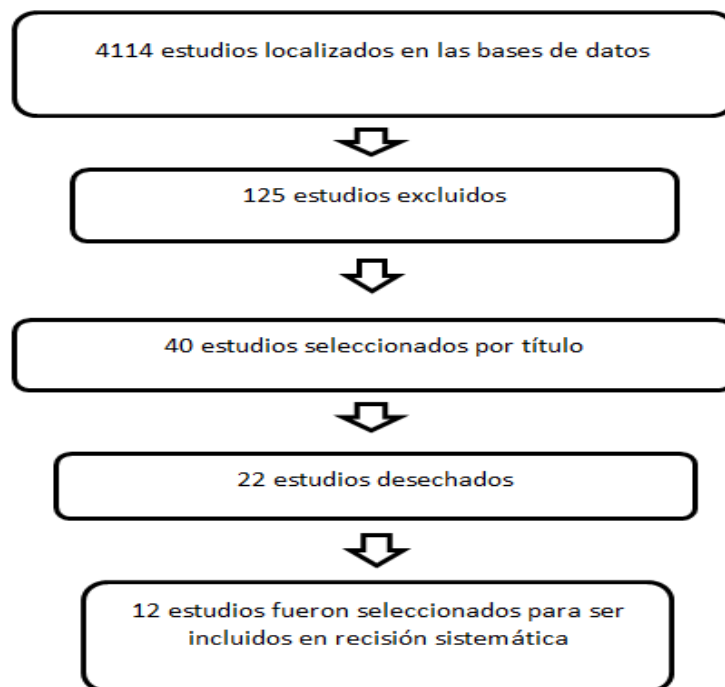 4114 estudios localizados en las bases de datos
125 estudios excluidos
40 estudios seleccionados por título
22 estudios desechados
12 estudios fueron seleccionados para ser
incluidos en recisión sistemática